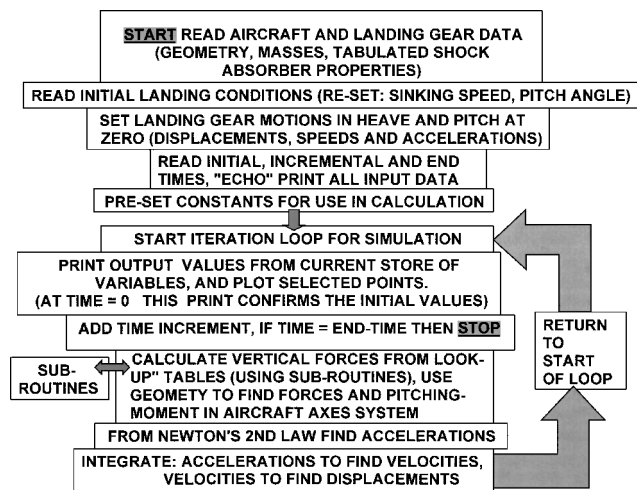 START READ AIRCRAFT AND LANDING GEAR DATA
(GEOMETRY, MASSES, TABULATED SHOCK
ABSORBER PROPERTIES)
READ INITIAL LANDING CONDITIONS (RE-SET: SINKING SPEED, PITCH ANGLE)
SET LANDING GEAR MOTIONS IN HEAVE AND PITCH AT
ZERO (DISPLACEMENTS, SPEEDS AND ACCELERATIONS)
READ INITIAL, INCREMENTAL AND END
TIMES, "ECHO" PRINT ALL INPUT DATA
PRE-SET CONSTANTS FOR USE IN CALCULATION
START ITERATION LOOP FOR SIMULATION
PRINT OUTPUT VALUES FROM CURRENT STORE OF
VARIABLES, AND PLOT SELECTED POINTS.
(AT TIME = 0 THIS PRINT CONFIRMS THE INITIAL VALUES)
ADD TIME INCREMENT, IF TIME = END-TIME THEN STOP
SUB-
ROUTINES
CALCULATE VERTICAL FORCES FROM LOOK-
UP" TABLES (USING SUB-ROUTINES), USE
GEOMETY TO FIND FORCES AND PITCHING-
MOMENT IN AIRCRAFT AXES SYSTEM
FROM NEWTON'S 2ND LAW FIND ACCELERATIONS
INTEGRATE: ACCELERATIONS TO FIND VELOCITIES,
VELOCITIES TO FIND DISPLACEMENTS
RETURN
TO
START
OF LOOP